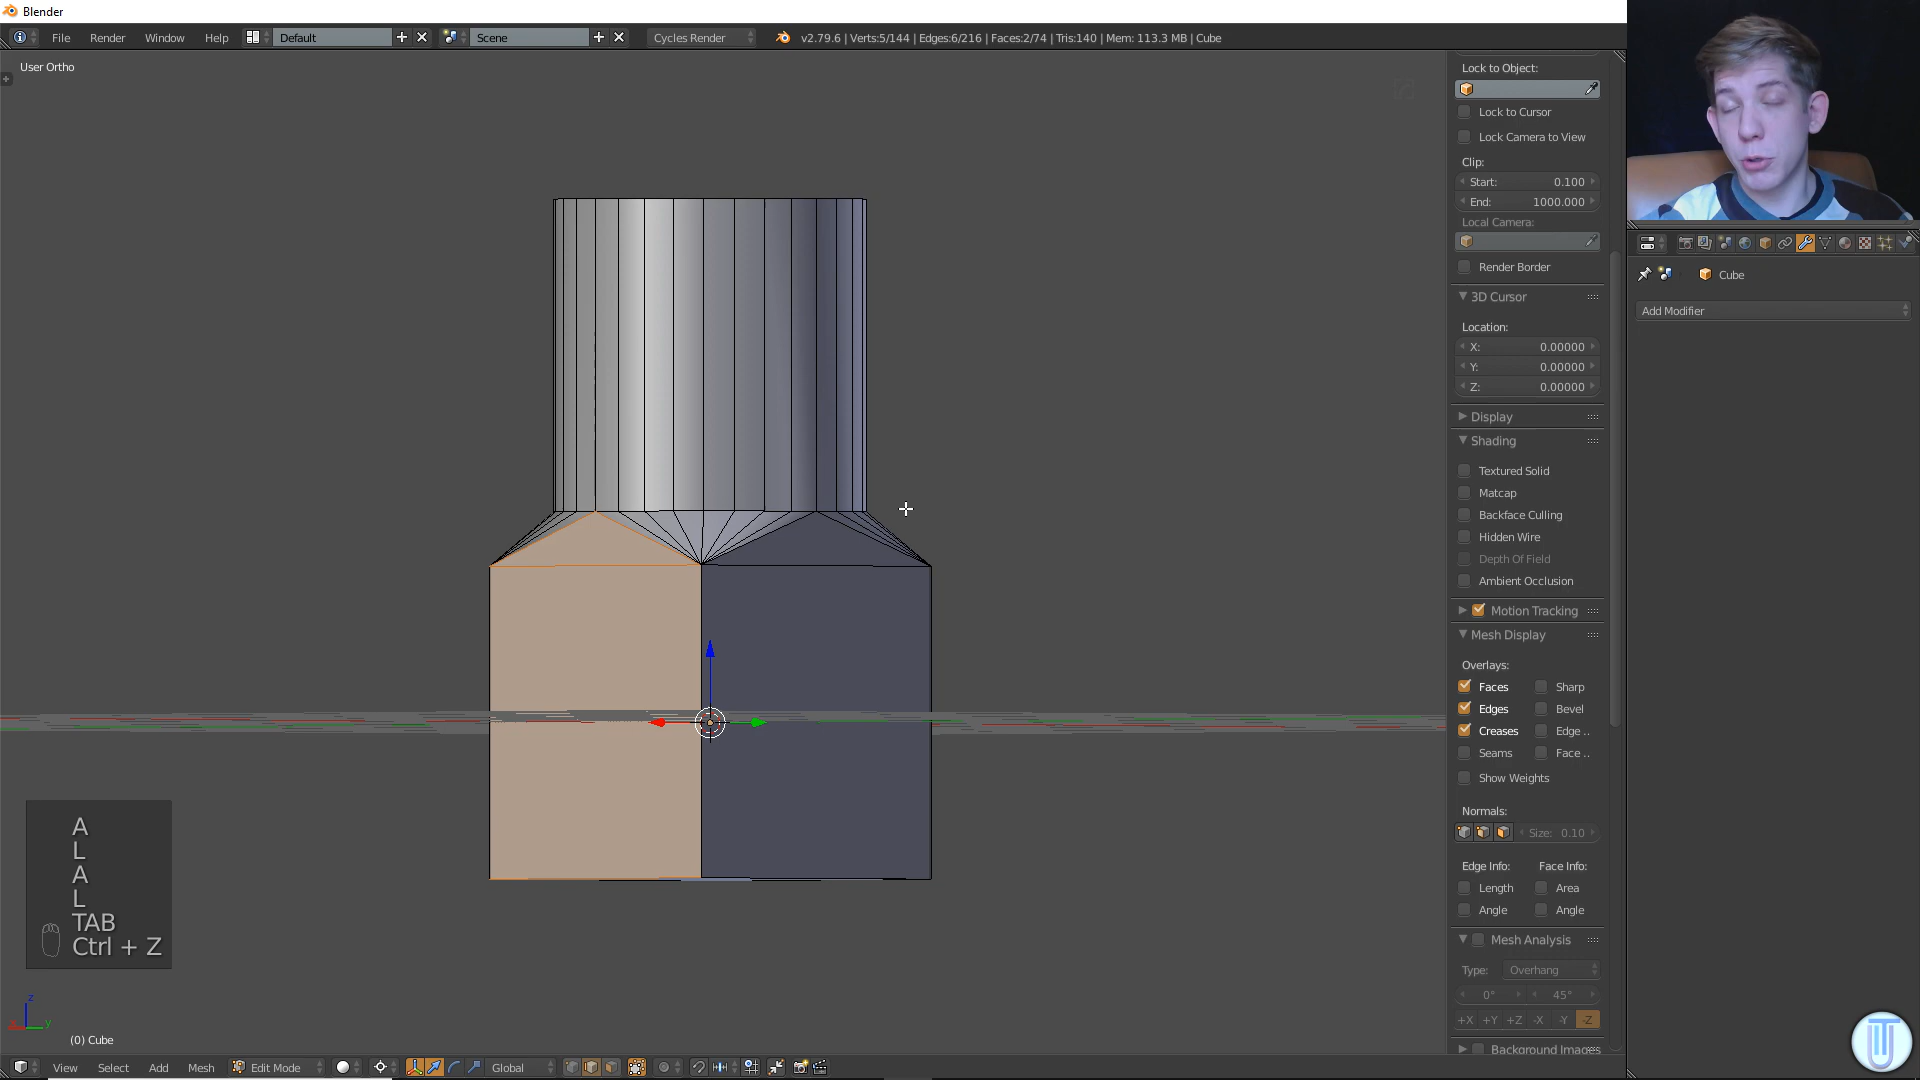 Blender
File Render Window Help Default Scene Cycles Render v2.79.6 | Verts:5/144 | Edges:6/216 | Faces:2/74 | Tris:140 | Mem: 113.3 MB | Cube
User Ortho
Lock to Object:
Lock to Cursor
Lock Camera to View
Clip:
Start: 0.100
End: 1000.000
Local Camera:
Render Border
3D Cursor
Location:
X: 0.00000
Y: 0.00000
Z: 0.00000
Display
Shading
Textured Solid
Matcap
Backface Culling
Hidden Wire
Depth Of Field
Ambient Occlusion
Motion Tracking
Mesh Display
Overlays:
Faces Sharp
Edges Bevel
Creases Edge ..
Seams Face ..
Show Weights
Normals:
Size: 0.10
Edge Info: Face Info:
Length Area
Angle Angle
Mesh Analysis
Type: Overhang
0° 45°
+X +Y +Z -X -Y -Z
Background Images
Cube
Add Modifier
A
L
A
L
TAB
Ctrl + Z
z
x y
(0) Cube
View Select Add Mesh Edit Mode Global